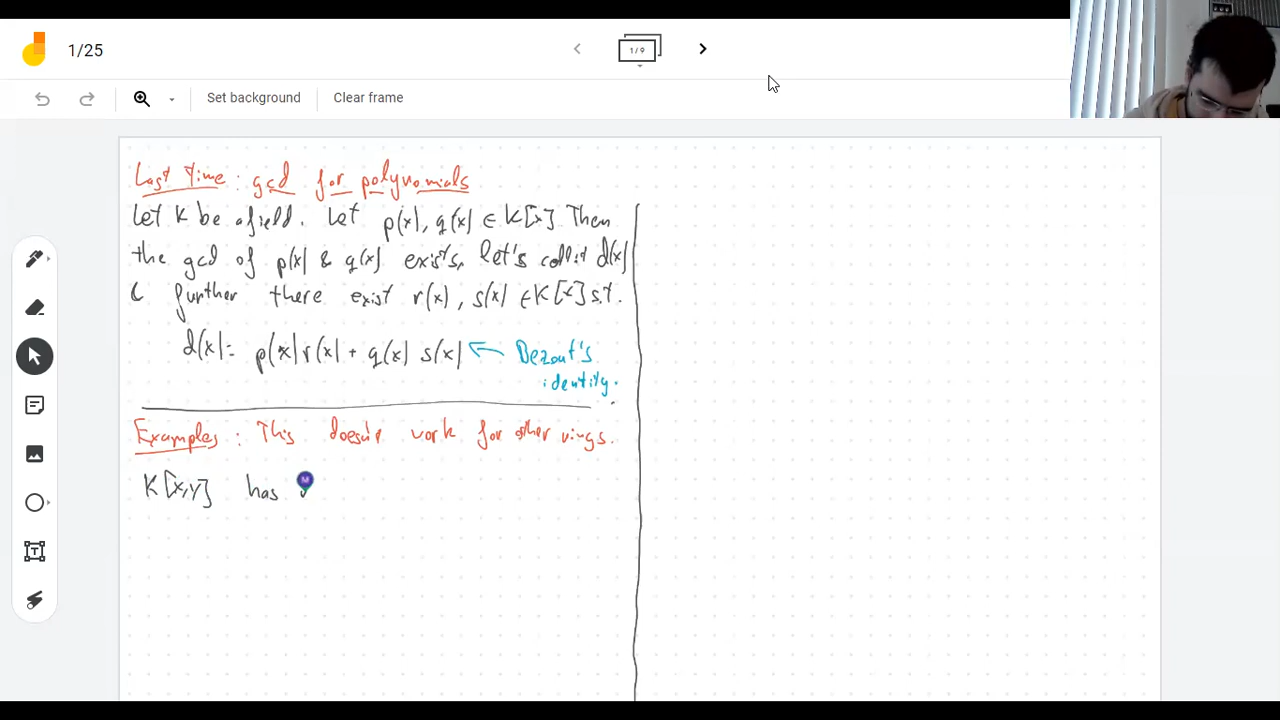 1/25
1/9
Set background
Clear frame
Last Time: gcd for polynomials
Let K be a field. Let p(x), q(x) ∈ K[x] Then
the gcd of p(x) & q(x) exists, let's call it d(x)
further there exist r(x), s(x) ∈ K[x] s.t.
d(x) = p(x) r(x) + q(x) s(x) ← Bezout's
identity.
Examples: This doesn't work for other rings.
K[x,y] has
M